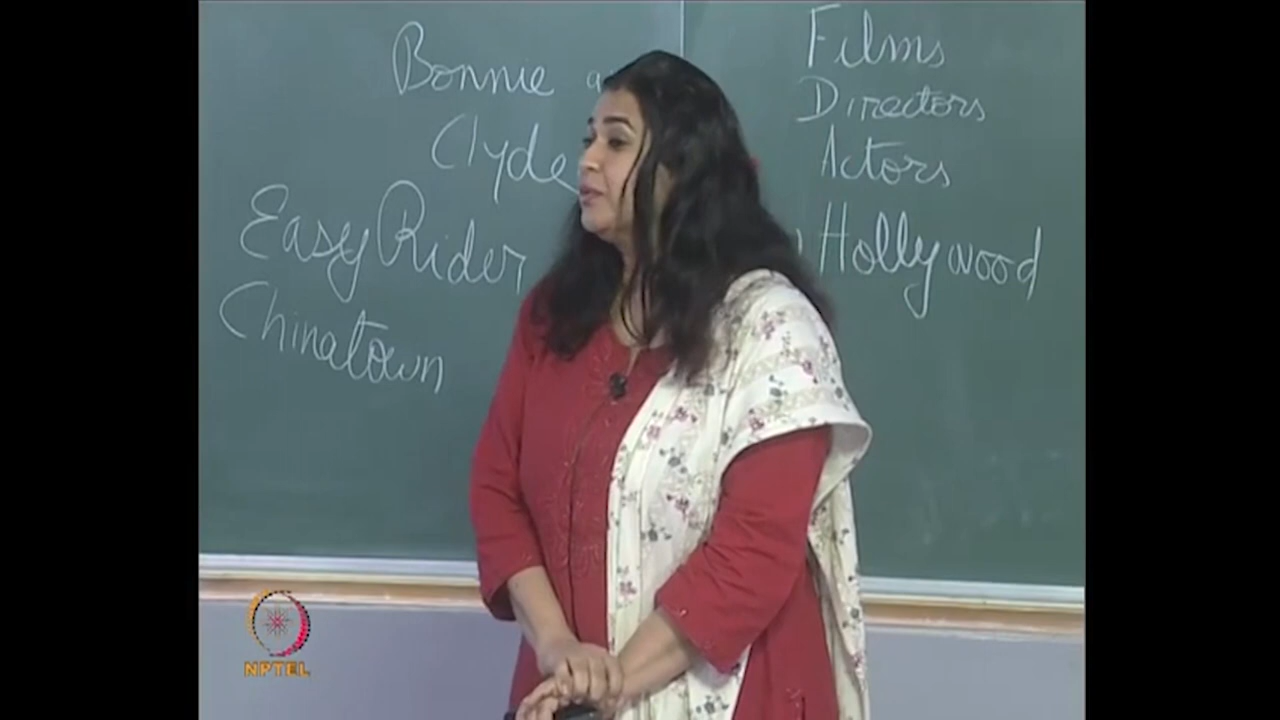 Bonnie a
Clyde
Easy Rider
Chinatown
Films
Directors
Actors
Hollywood
NPTEL